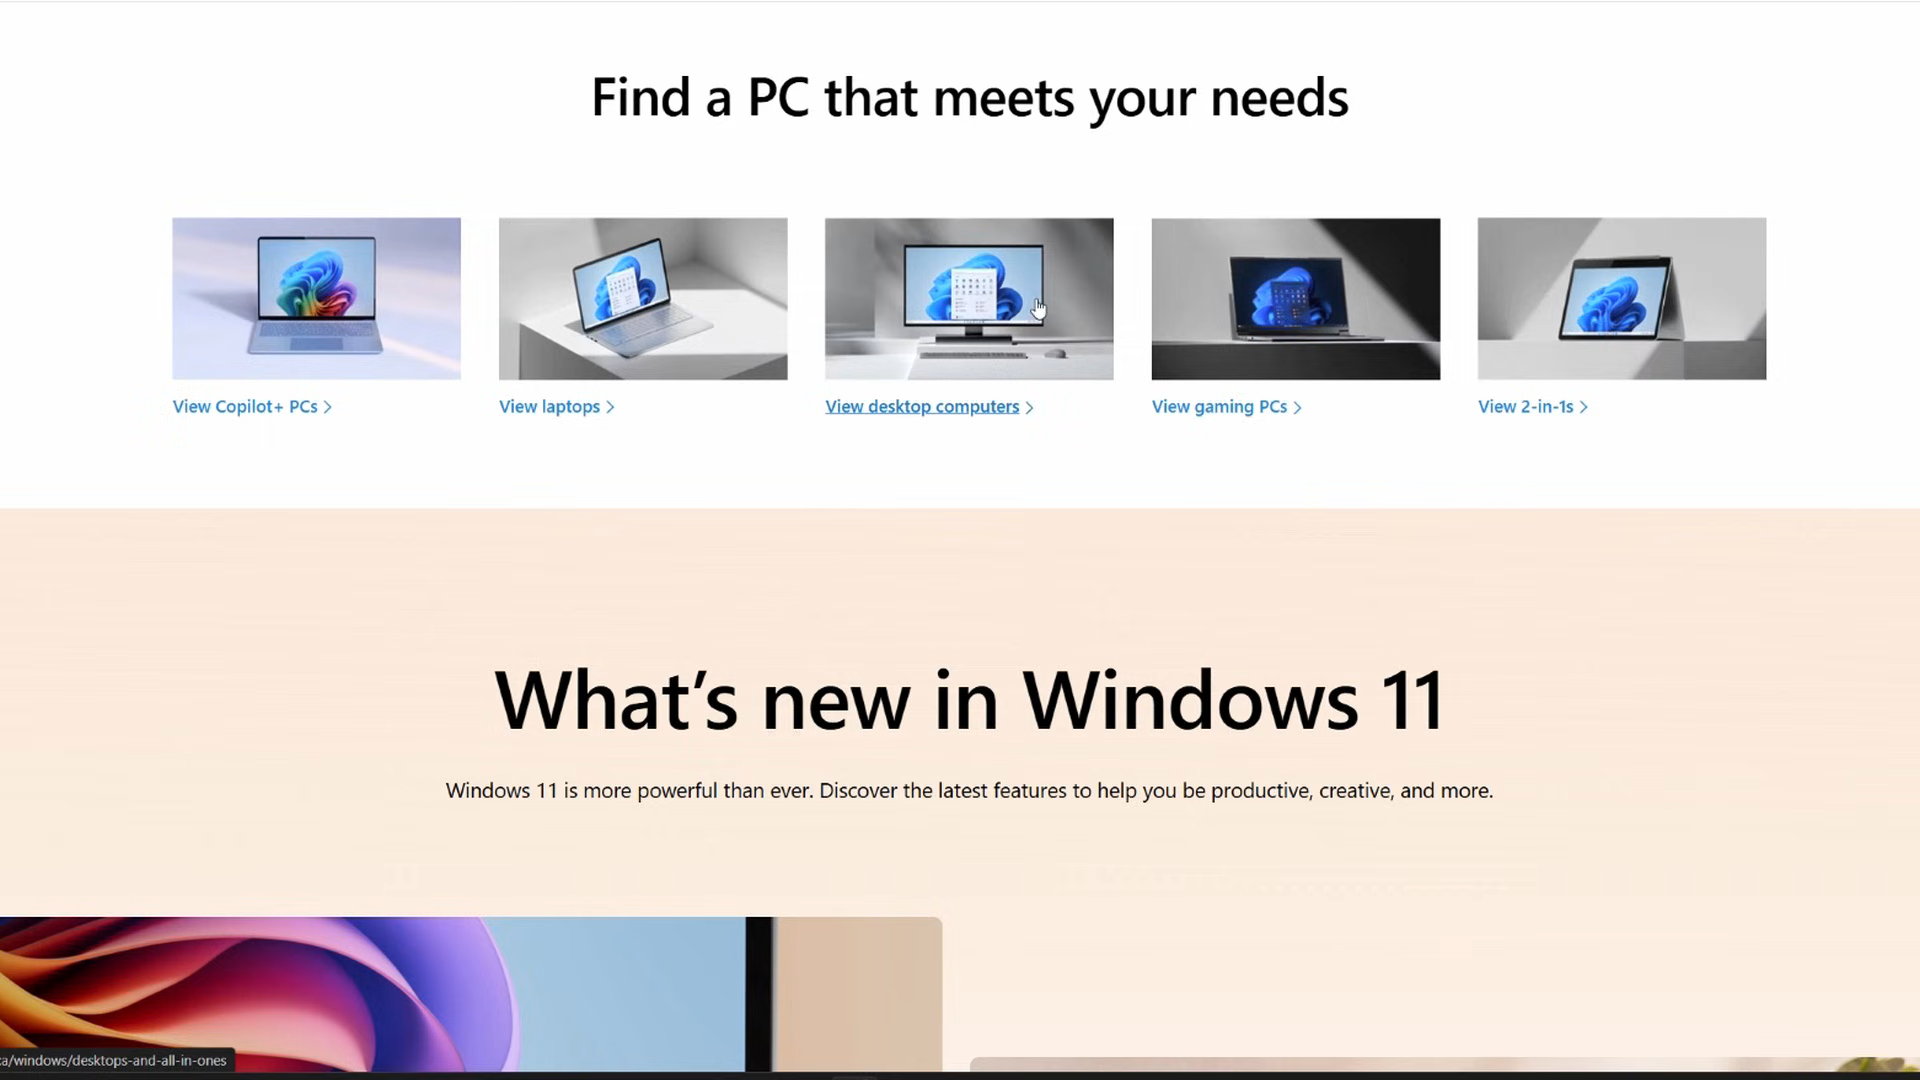 Find a PC that meets your needs
View Copilot+ PCs
View laptops
View desktop computers
View gaming PCs
View 2-in-1s
What’s new in Windows 11
Windows 11 is more powerful than ever. Discover the latest features to help you be productive, creative, and more.
ca/windows/desktops-and-all-in-ones